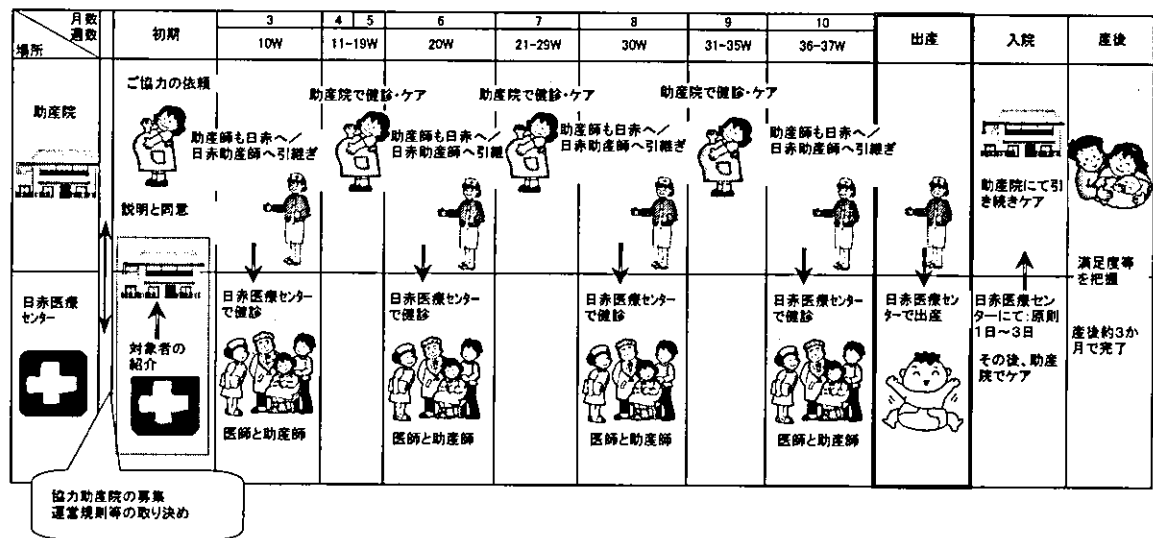 月数
週数
場所
初期
3
4
5
6
7
8
9
10
10W
11-19W
20W
21-29W
30W
31-35W
36-37W
出産
入院
産後
助産院
ご協力の依頼
説明と同意
助産師も日赤へ/
日赤助産師へ引継ぎ
助産院で健診・ケア
助産師も日赤へ/
日赤助産師へ引継
助産院で健診・ケア
助産師も日赤へ/
日赤助産師へ引継ぎ
助産院で健診・ケア
助産師も日赤へ/
日赤助産師へ引継ぎ
助産院にて引
き続きケア
満足度等
を把握
産後約3か
月で完了
日赤医療
センター
対象者の
紹介
日赤医療センター
で健診
医師と助産師
日赤医療センター
で健診
医師と助産師
日赤医療センター
で健診
医師と助産師
日赤医療センター
で健診
医師と助産師
日赤医療セン
ターで出産
日赤医療セン
ターにて:原則
1日~3日
その後、助産
院でケア
協力助産院の募集
運営規則等の取り決め